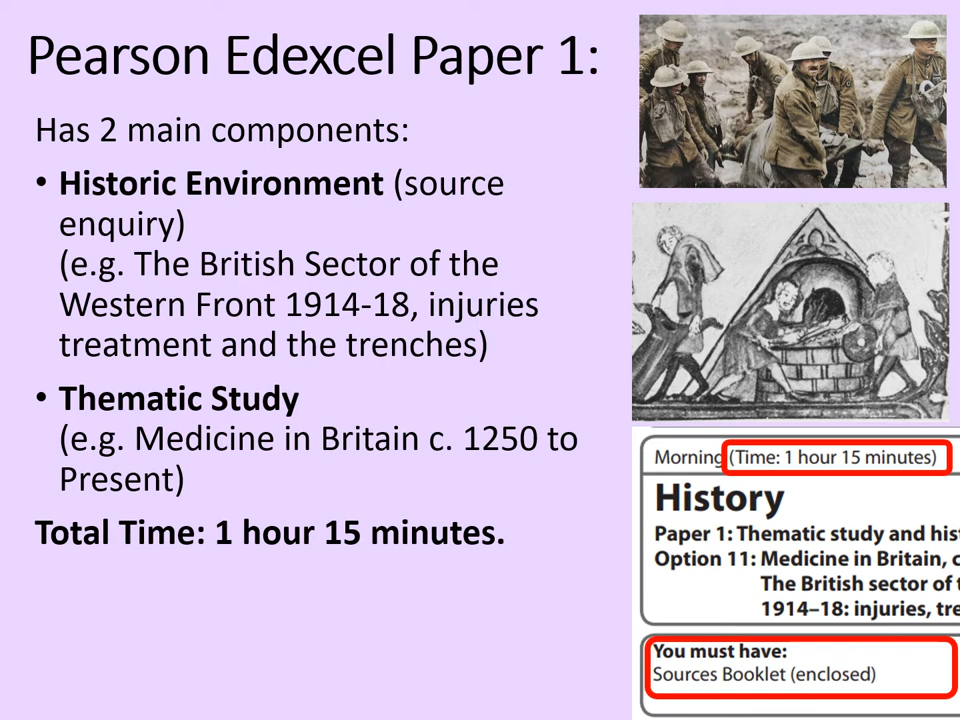 Pearson Edexcel Paper 1:
Has 2 main components:
• Historic Environment (source
enquiry)
(e.g. The British Sector of the
Western Front 1914-18, injuries
treatment and the trenches)
• Thematic Study
(e.g. Medicine in Britain c. 1250 to
Present)
Total Time: 1 hour 15 minutes.
Morning (Time: 1 hour 15 minutes)
History
Paper 1: Thematic study and his
Option 11: Medicine in Britain, c
The British sector of
1914–18: injuries, tre
You must have:
Sources Booklet (enclosed)